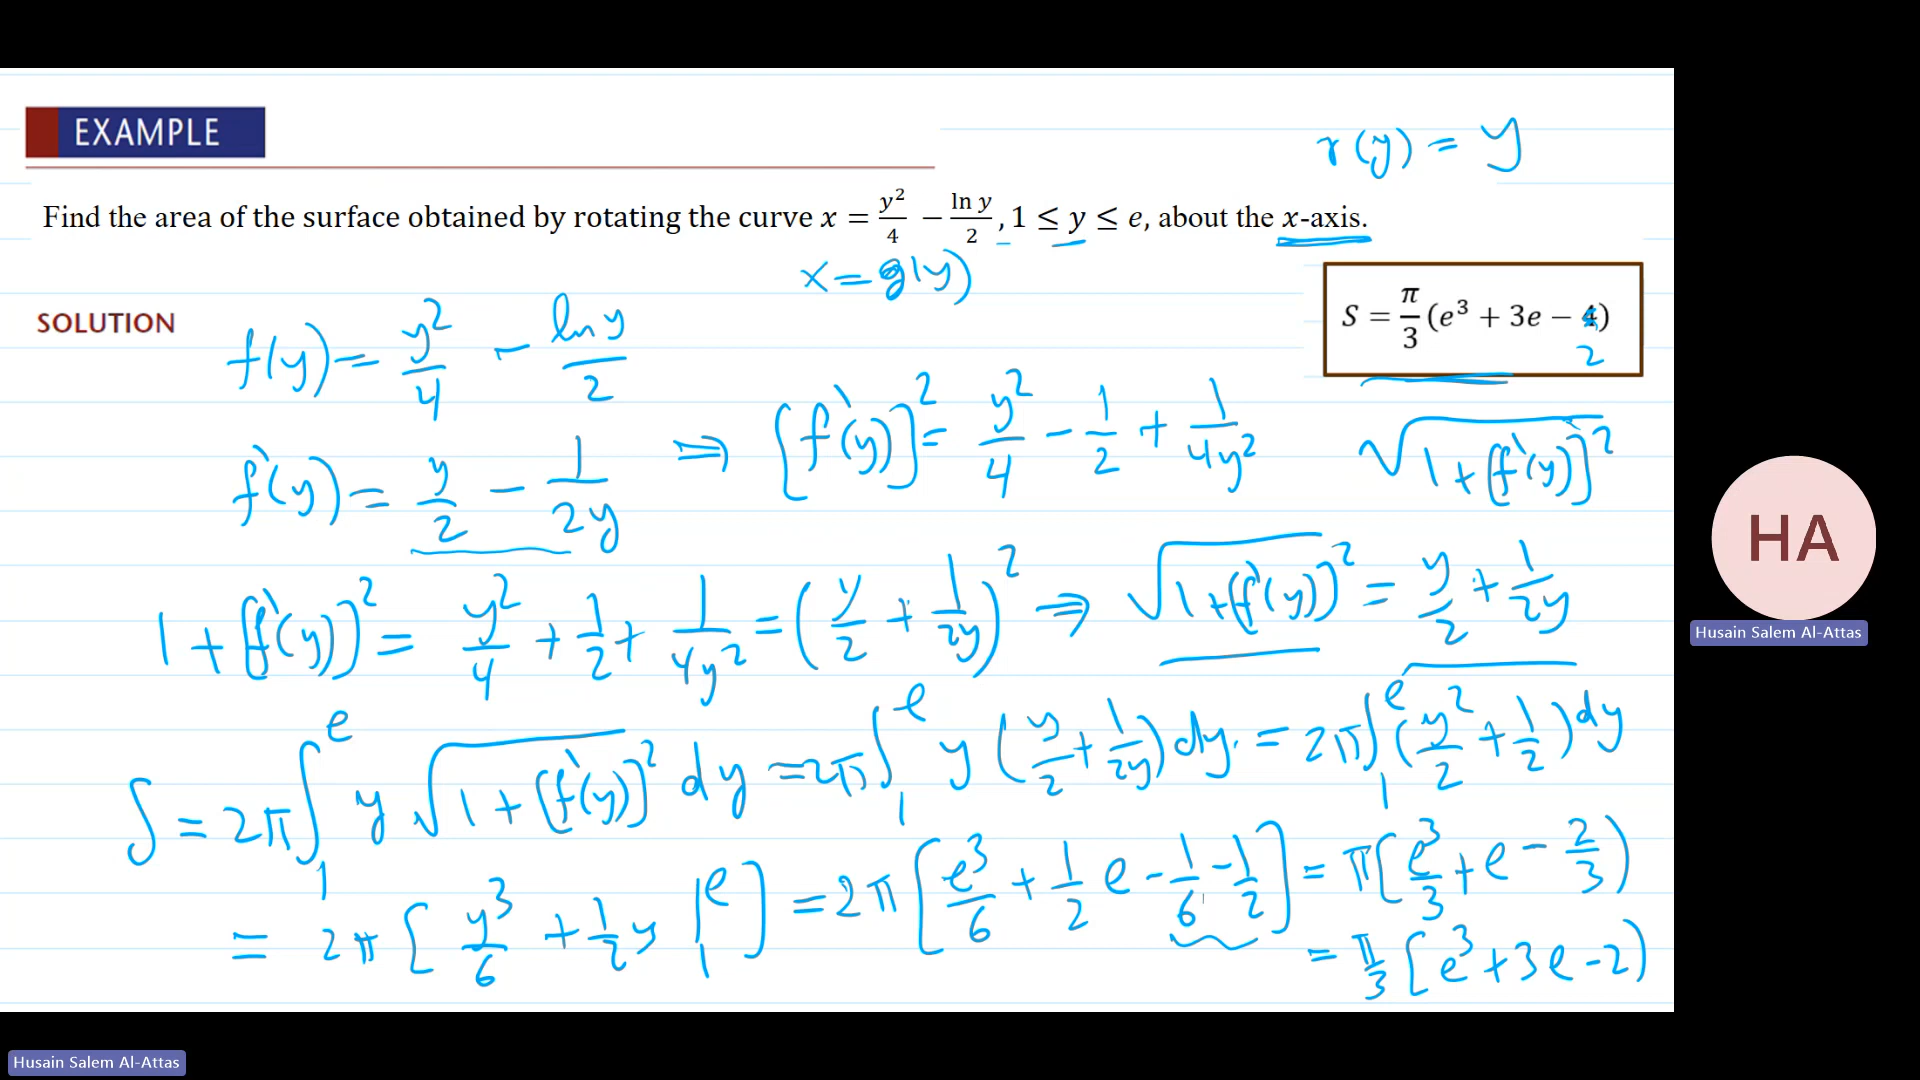 EXAMPLE
r(y) = y
Find the area of the surface obtained by rotating the curve x = y²/4 − ln y/2, 1 ≤ y ≤ e, about the x-axis.
x = g(y)
S = π/3 (e³ + 3e − 4)
2
SOLUTION
f(y) = y²/4 − ln y/2
f'(y) = y/2 − 1/2y ⇒ [f'(y)]² = y²/4 − 1/2 + 1/4y²
√1+[f'(y)]²
1 + [f'(y)]² = y²/4 + 1/2 + 1/4y² = (y/2 + 1/2y)² ⇒ √1+[f'(y)]² = y/2 + 1/2y
S = 2π ∫₁ᵉ y √1+[f'(y)]² dy = 2π ∫₁ᵉ y (y/2 + 1/2y) dy = 2π ∫₁ᵉ (y²/2 + 1/2) dy
= 2π [ y³/6 + 1/2 y |₁ᵉ ] = 2π [ e³/6 + 1/2 e − 1/6 − 1/2 ] = π [ e³/3 + e − 2/3 )
= π/3 [ e³ + 3e − 2 )
HA
Husain Salem Al-Attas
Husain Salem Al-Attas